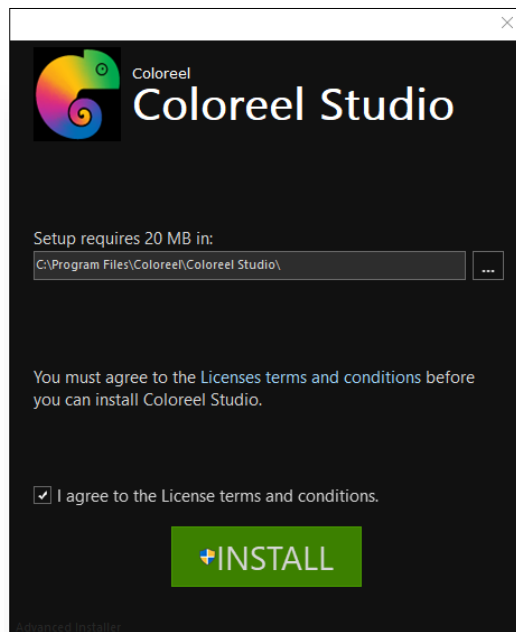 Coloreel
Coloreel Studio
Setup requires 20 MB in:
C:\Program Files\Coloreel\Coloreel Studio\
...
You must agree to the Licenses terms and conditions before
you can install Coloreel Studio.
I agree to the License terms and conditions.
INSTALL
Advanced Installer